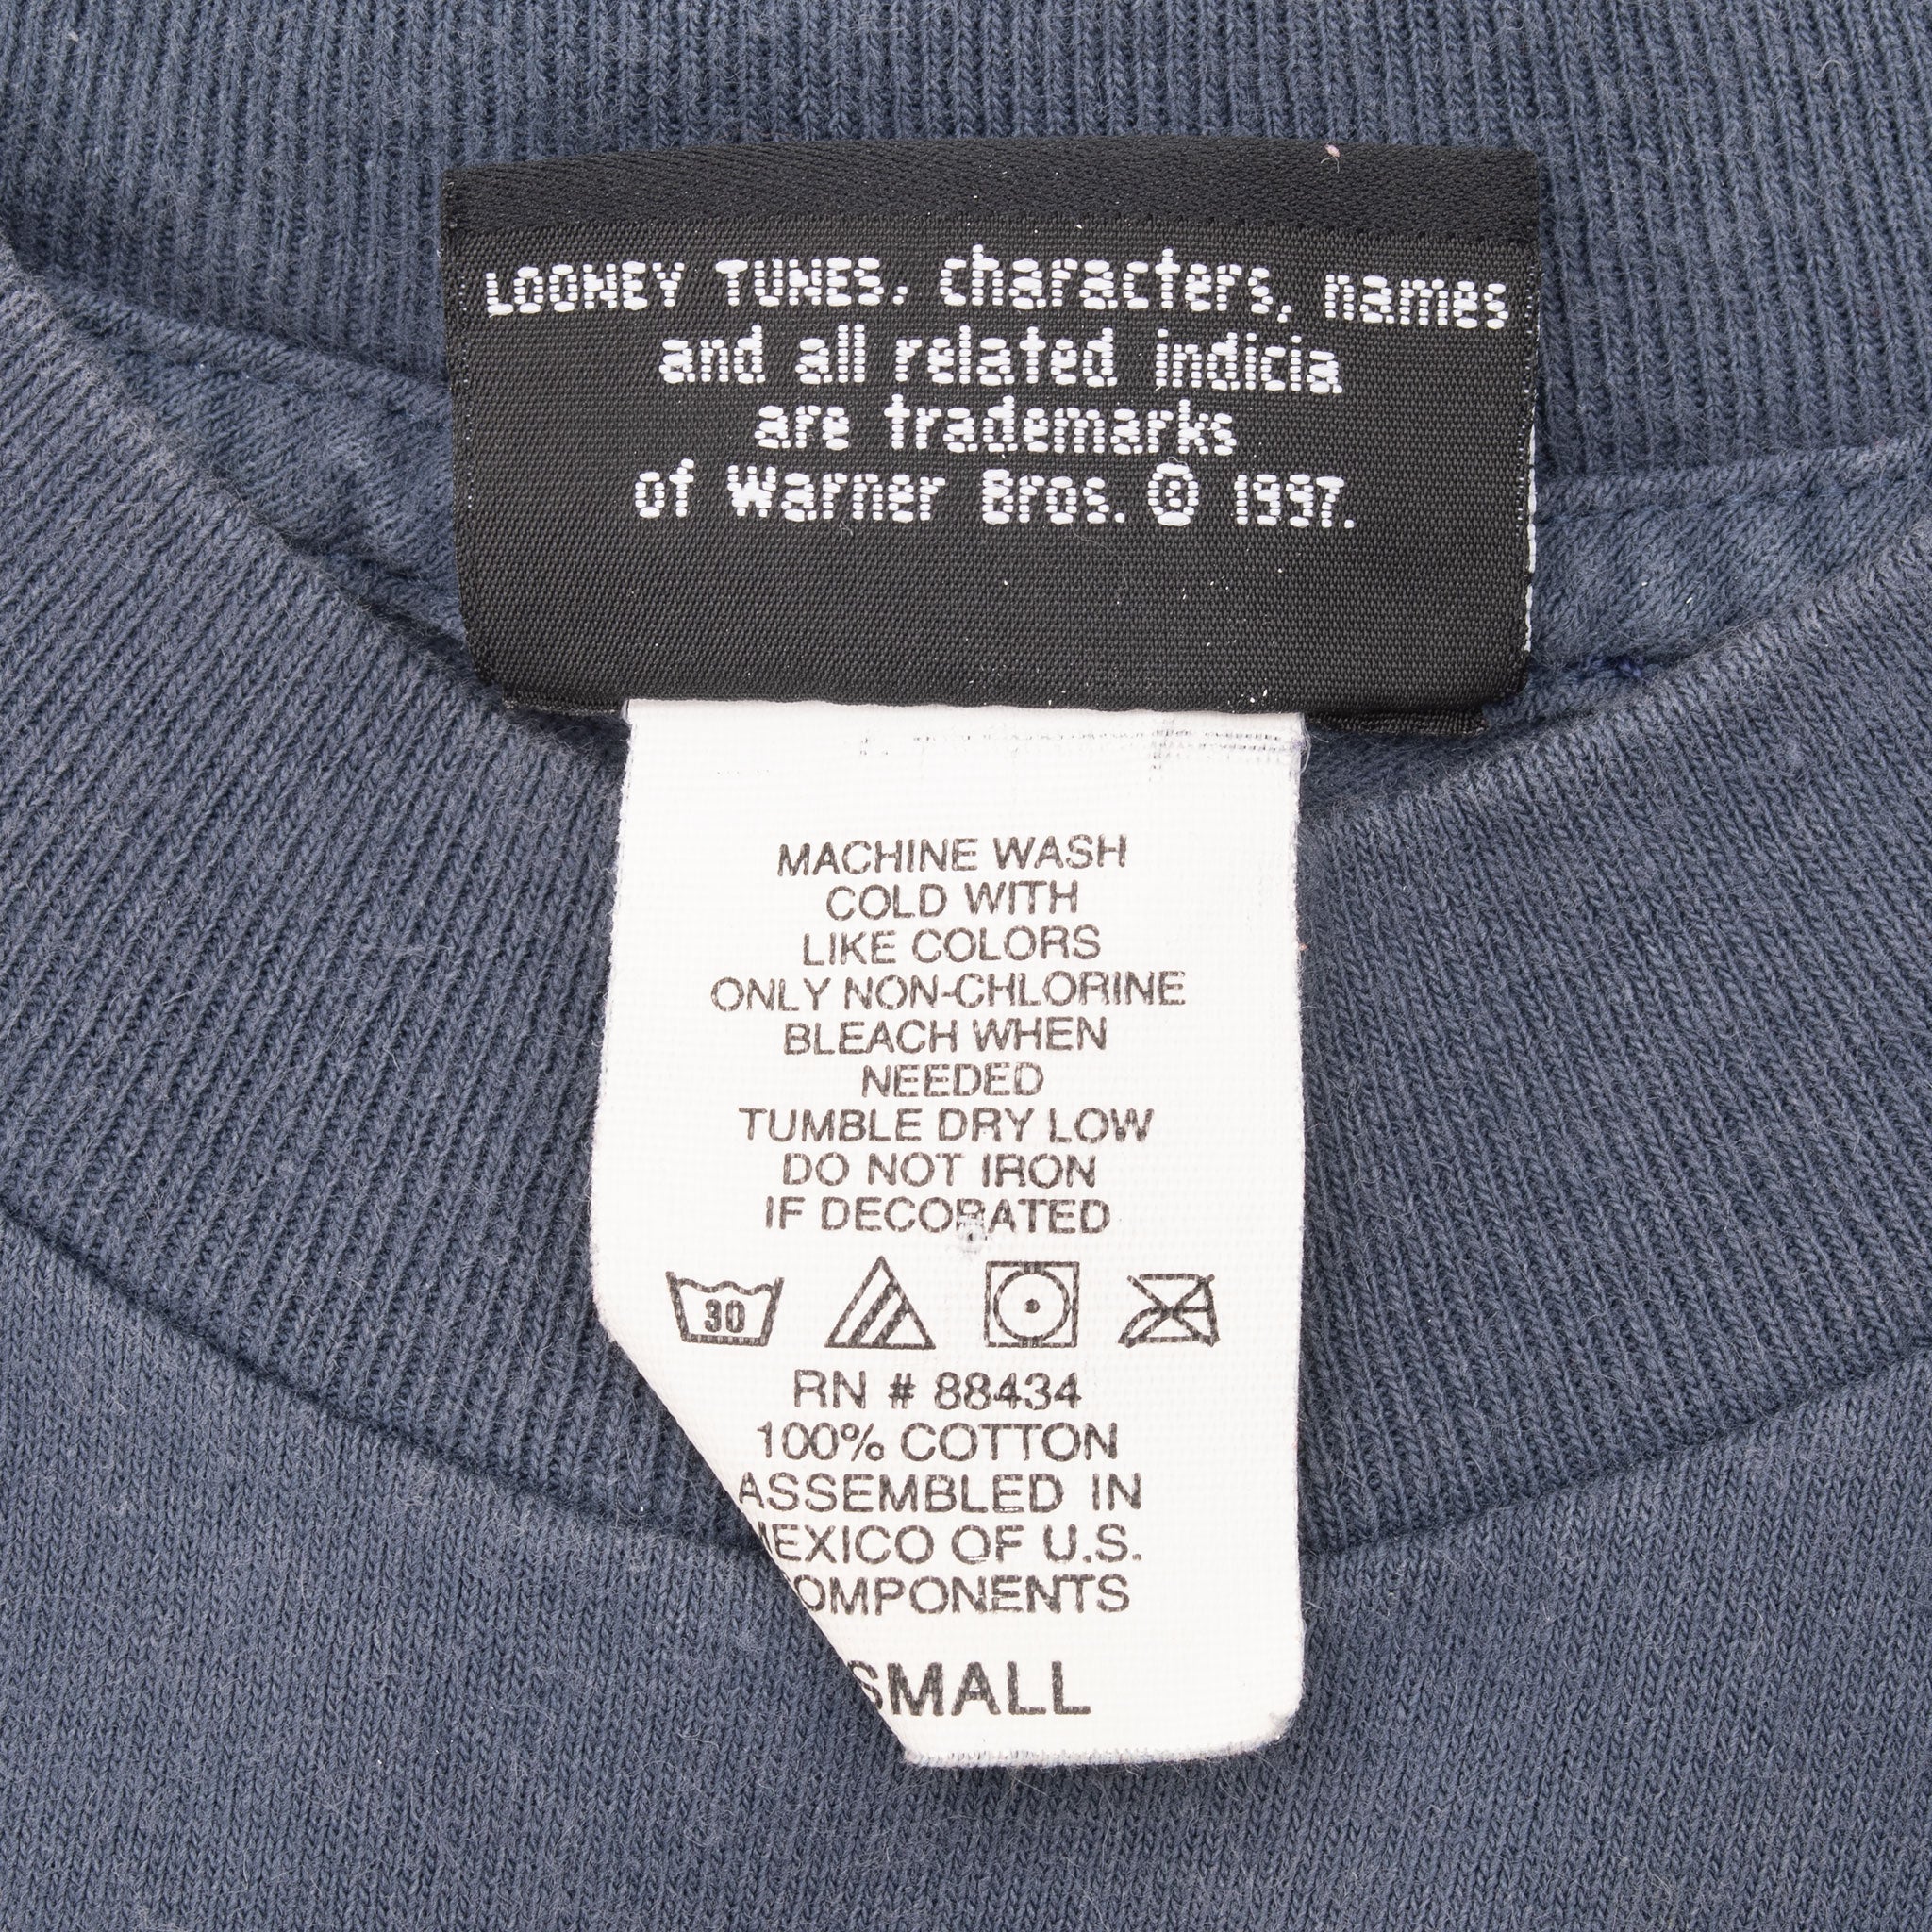 LOONEY TUNES, characters, names
and all related indicia
are trademarks
of Warner Bros. © 1997.
MACHINE WASH
COLD WITH
LIKE COLORS
ONLY NON-CHLORINE
BLEACH WHEN
NEEDED
TUMBLE DRY LOW
DO NOT IRON
IF DECORATED
30
RN # 88434
100% COTTON
ASSEMBLED IN
MEXICO OF U.S.
COMPONENTS
SMALL